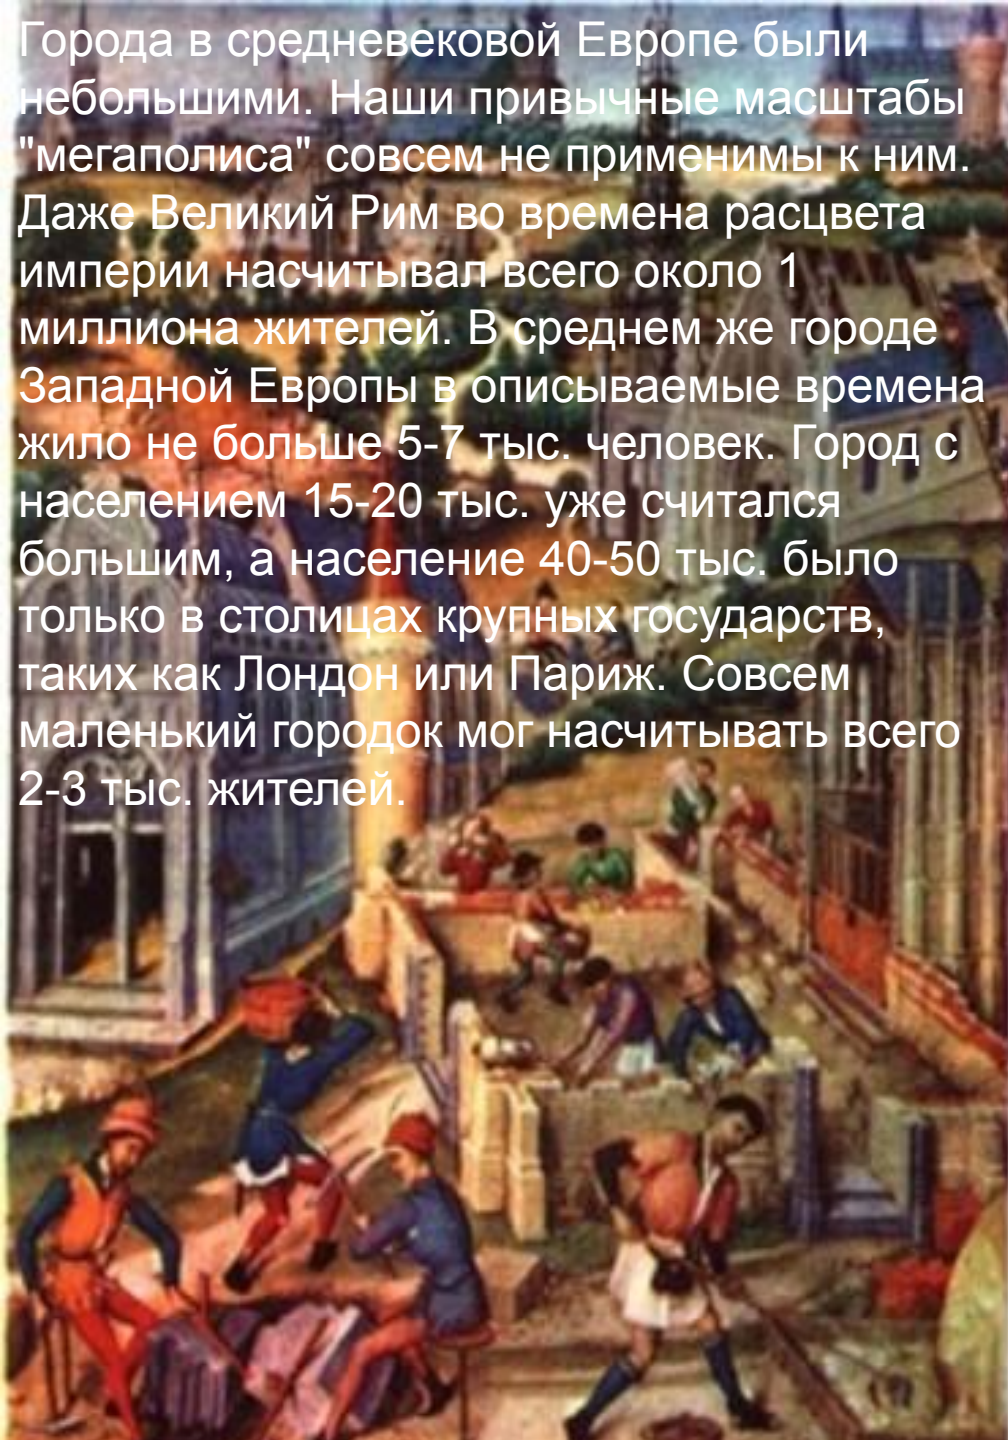 Города в средневековой Европе были
небольшими. Наши привычные масштабы
"мегаполиса" совсем не применимы к ним.
Даже Великий Рим во времена расцвета
империи насчитывал всего около 1
миллиона жителей. В среднем же городе
Западной Европы в описываемые времена
жило не больше 5-7 тыс. человек. Город с
населением 15-20 тыс. уже считался
большим, а население 40-50 тыс. было
только в столицах крупных государств,
таких как Лондон или Париж. Совсем
маленький городок мог насчитывать всего
2-3 тыс. жителей.